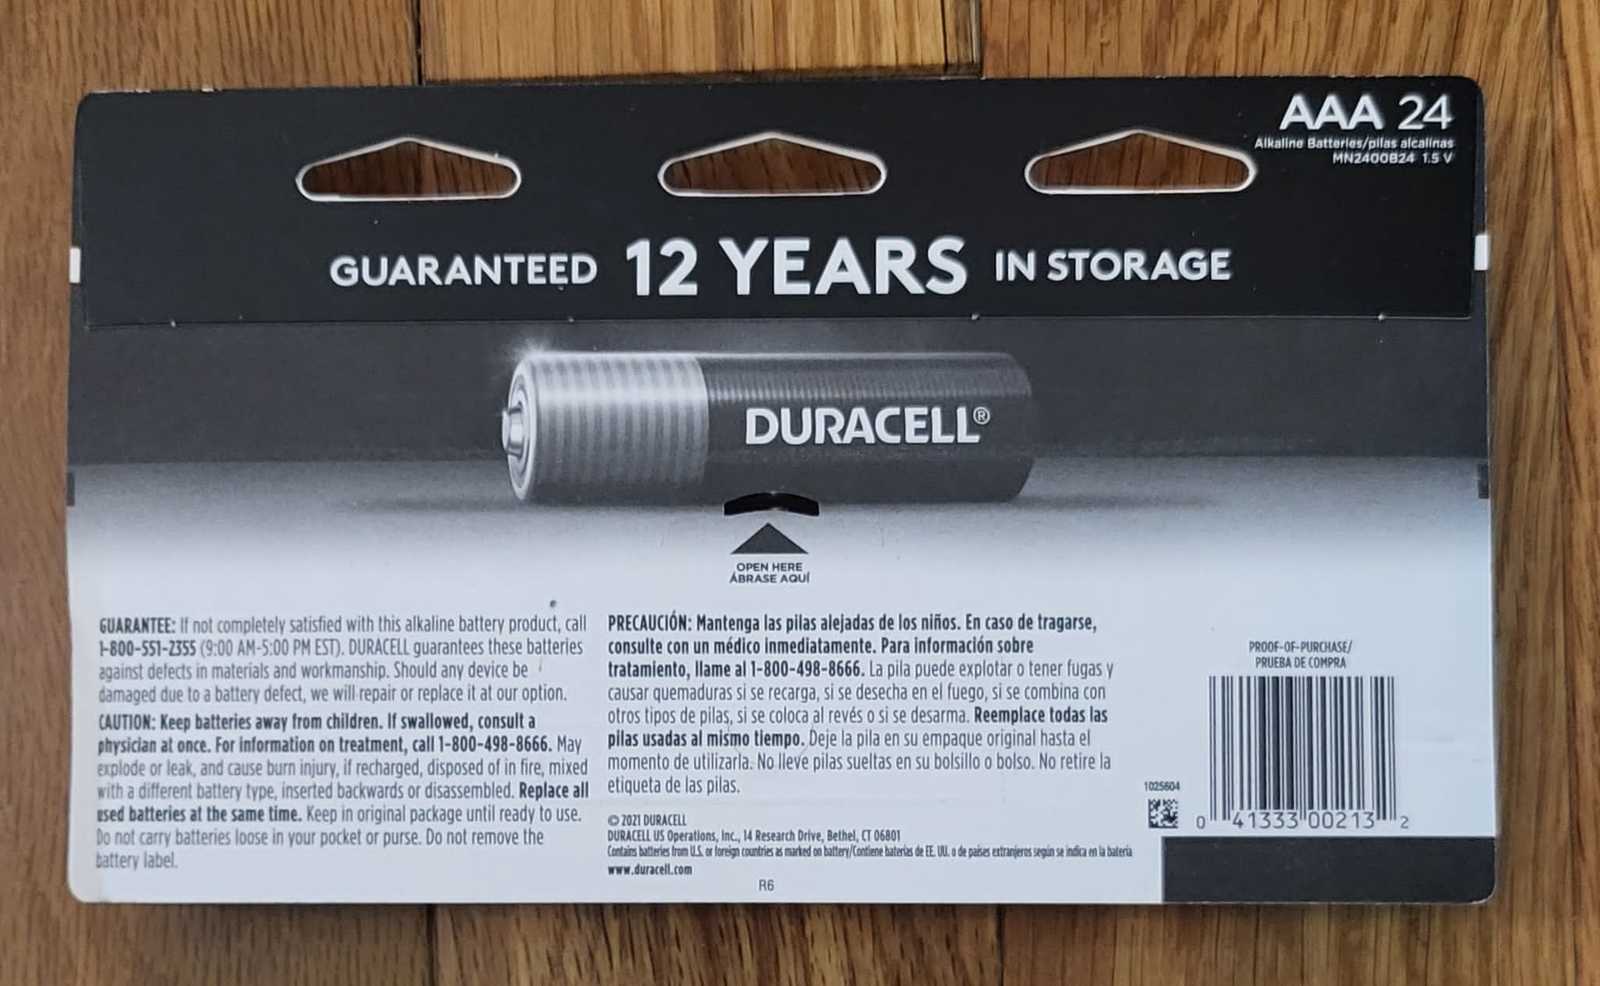 AAA 24
Alkaline Batteries/pilas alcalinas
MN2400B24 1.5 V
GUARANTEED 12 YEARS IN STORAGE
DURACELL®
OPEN HERE
ÁBRASE AQUÍ
GUARANTEE: If not completely satisfied with this alkaline battery product, call
1-800-551-2355 (9:00 AM-5:00 PM EST). DURACELL guarantees these batteries
against defects in materials and workmanship. Should any device be
damaged due to a battery defect, we will repair or replace it at our option.
CAUTION: Keep batteries away from children. If swallowed, consult a
physician at once. For information on treatment, call 1-800-498-8666. May
explode or leak, and cause burn injury, if recharged, disposed of in fire, mixed
with a different battery type, inserted backwards or disassembled. Replace all
used batteries at the same time. Keep in original package until ready to use.
Do not carry batteries loose in your pocket or purse. Do not remove the
battery label.
PRECAUCIÓN: Mantenga las pilas alejadas de los niños. En caso de tragarse,
consulte con un médico inmediatamente. Para información sobre
tratamiento, llame al 1-800-498-8666. La pila puede explotar o tener fugas y
causar quemaduras si se recarga, si se desecha en el fuego, si se combina con
otros tipos de pilas, si se coloca al revés o si se desarma. Reemplace todas las
pilas usadas al mismo tiempo. Deje la pila en su empaque original hasta el
momento de utilizarla. No lleve pilas sueltas en su bolsillo o bolso. No retire la
etiqueta de las pilas.
© 2021 DURACELL
DURACELL US Operations, Inc., 14 Research Drive, Bethel, CT 06801
Contains batteries from U.S. or foreign countries as marked on battery/Contiene baterías de EE. UU. o de países extranjeros según se indica en la batería
www.duracell.com
R6
PROOF-OF-PURCHASE/
PRUEBA DE COMPRA
1025604
0 41333 00213 2